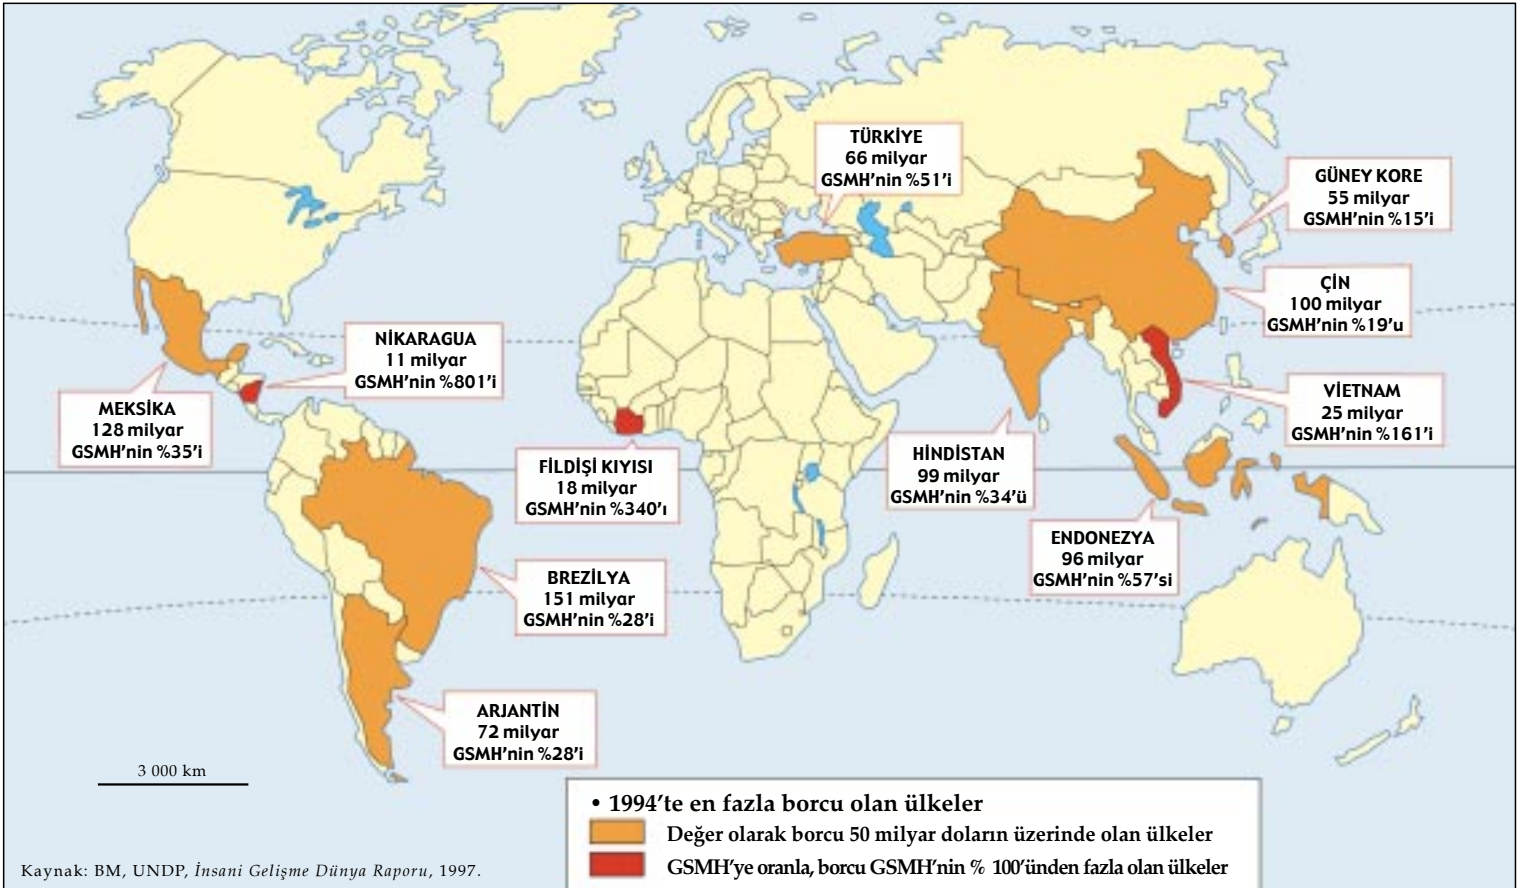 TÜRKİYE
66 milyar
GSMH'nin %51'i
GÜNEY KORE
55 milyar
GSMH'nin %15'i
ÇİN
100 milyar
GSMH'nin %19'u
NİKARAGUA
11 milyar
GSMH'nin %801'i
MEKSİKA
128 milyar
GSMH'nin %35'i
VİETNAM
25 milyar
GSMH'nin %161'i
FİLDİŞİ KIYISI
18 milyar
GSMH'nin %340'ı
HİNDİSTAN
99 milyar
GSMH'nin %34'ü
ENDONEZYA
96 milyar
GSMH'nin %57'si
BREZİLYA
151 milyar
GSMH'nin %28'i
ARJANTİN
72 milyar
GSMH'nin %28'i
3 000 km
• 1994'te en fazla borcu olan ülkeler
Değer olarak borcu 50 milyar doların üzerinde olan ülkeler
GSMH'ye oranla, borcu GSMH'nin % 100'ünden fazla olan ülkeler
Kaynak: BM, UNDP, İnsani Gelişme Dünya Raporu, 1997.